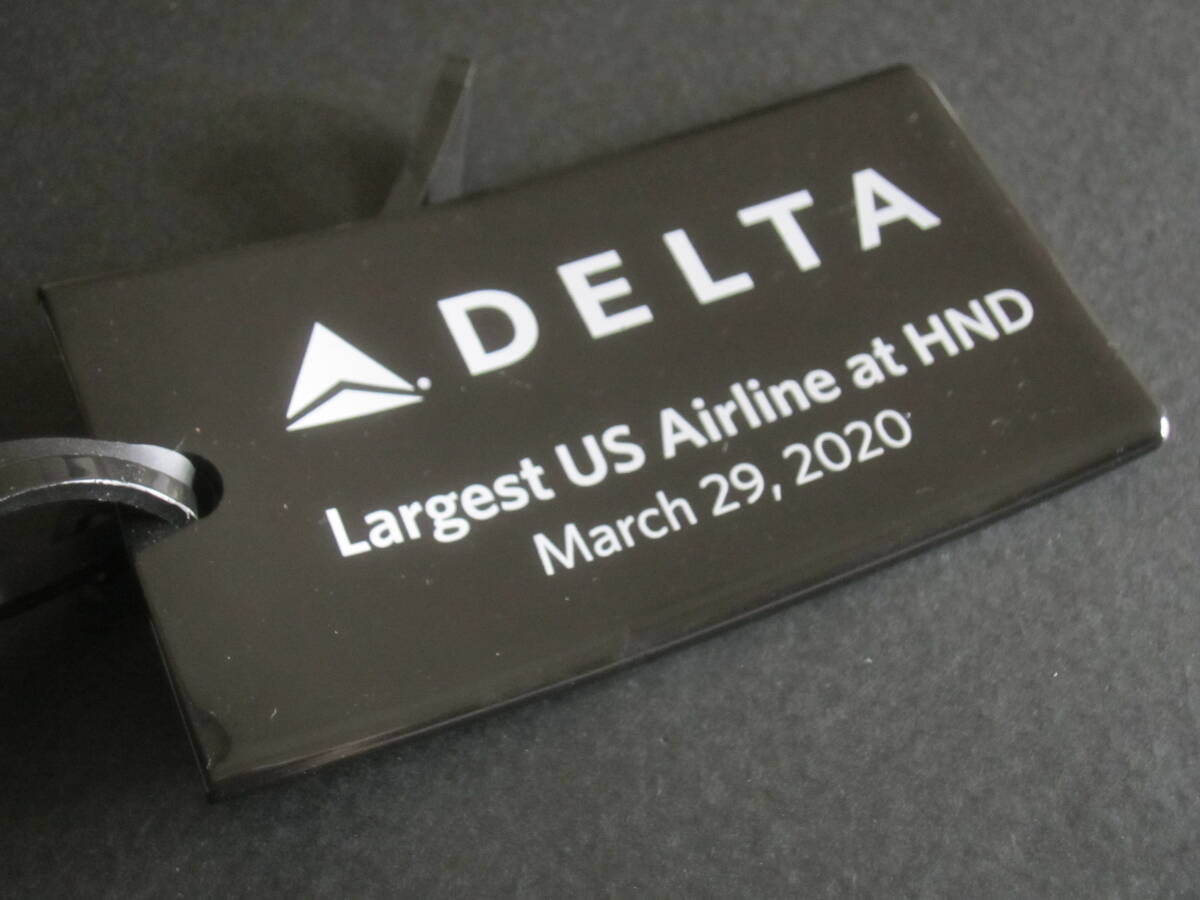 DELTA
Largest US Airline at HND
March 29, 2020